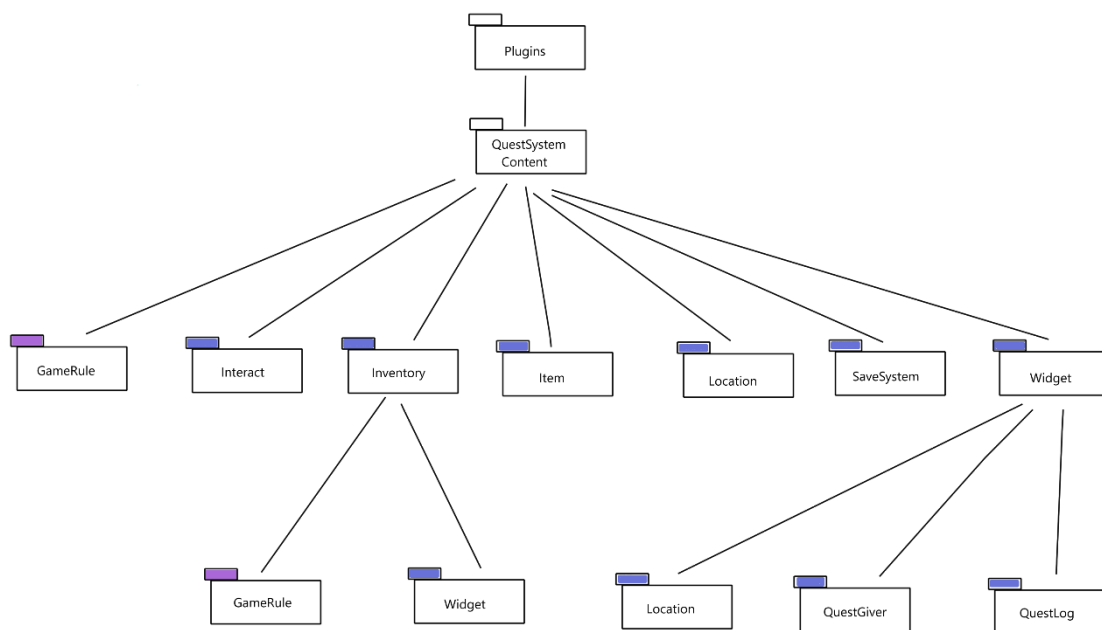 Plugins
QuestSystem
Content
GameRule
Interact
Inventory
Item
Location
SaveSystem
Widget
GameRule
Widget
Location
QuestGiver
QuestLog